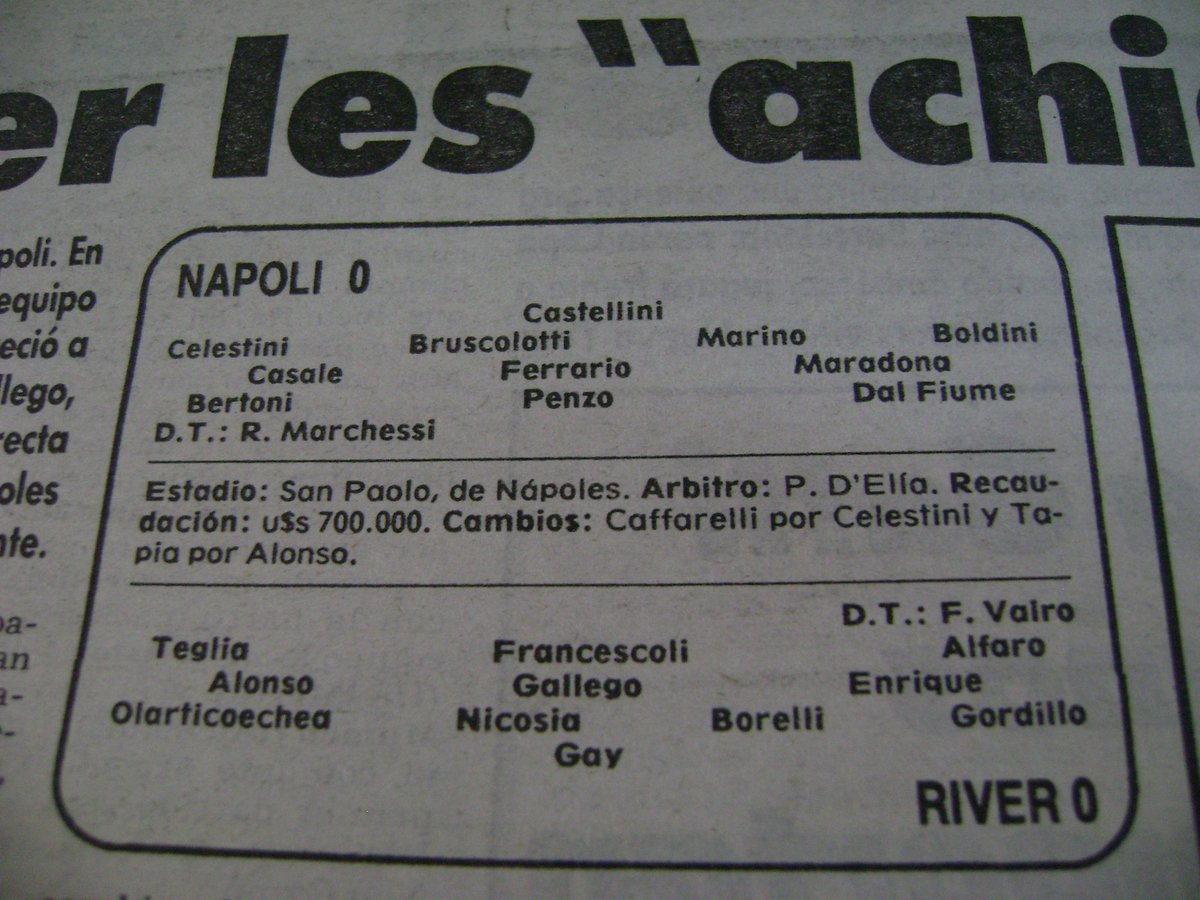 er les "achi
poli. En
equipo
eció a
llego,
recta
oles
nte.
NAPOLI 0
Castellini
Celestini Bruscolotti Marino Boldini
Casale Ferrario Maradona
Bertoni Penzo Dal Fiume
D.T.: R. Marchessi
Estadio: San Paolo, de Nápoles. Arbitro: P. D'Elía. Recau-
dación: u$s 700.000. Cambios: Caffarelli por Celestini y Ta-
pia por Alonso.
D.T.: F. Vairo
Teglia Francescoli Alfaro
Alonso Gallego Enrique
Olarticoechea Nicosia Borelli Gordillo
Gay
RIVER 0